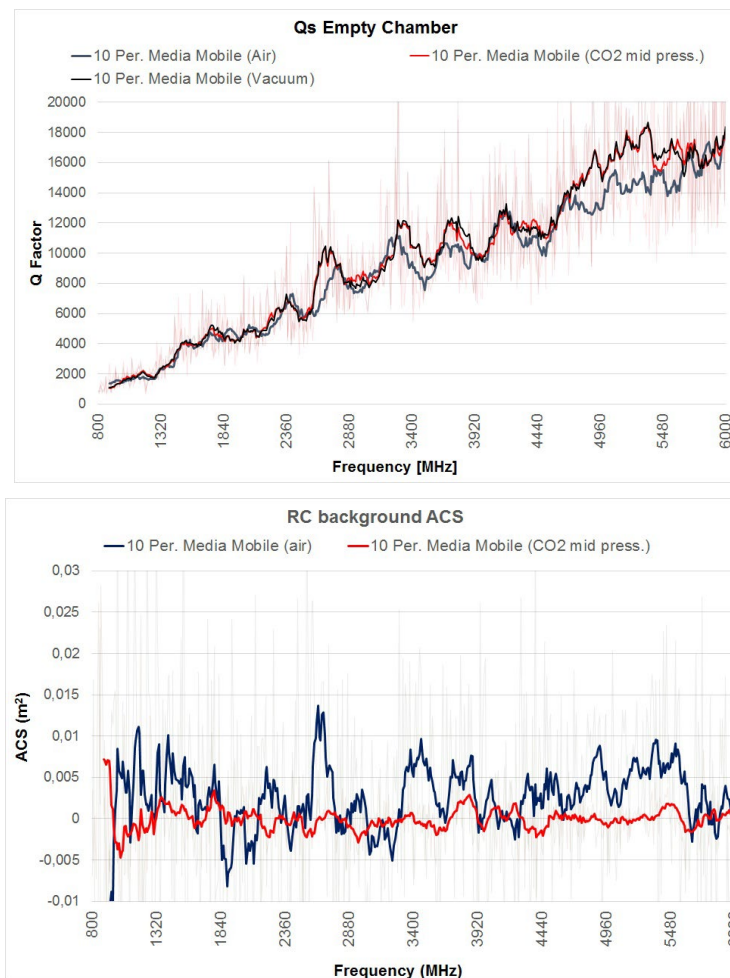 Qs Empty Chamber
10 Per. Media Mobile (Air) 10 Per. Media Mobile (CO2 mid press.)
10 Per. Media Mobile (Vacuum)
20000
18000
16000
14000
12000
10000
8000
6000
4000
2000
0
Q Factor
800 1320 1840 2360 2880 3400 3920 4440 4960 5480 6000
Frequency [MHz]
RC background ACS
10 Per. Media Mobile (air) 10 Per. Media Mobile (CO2 mid press.)
0,03
0,025
0,02
0,015
0,01
0,005
0
-0,005
-0,01
ACS (m²)
800 1320 1840 2360 2880 3400 3920 4440 4960 5480
Frequency (MHz)